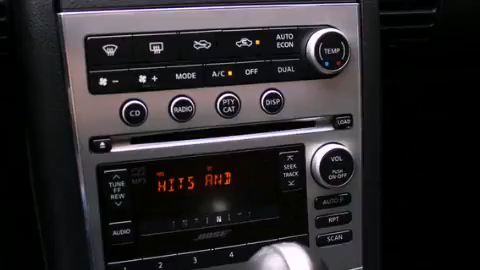 AUTO ECON
TEMP
- +
MODE
A/C
OFF
DUAL
CD
RADIO
PTY CAT
DISP
LOAD
TUNE
FF
REW
HITS AND
SEEK
TRACK
VOL
PUSH ON·OFF
AUTO P
RPT
SCAN
AUDIO
BOSE
1 2 3 4